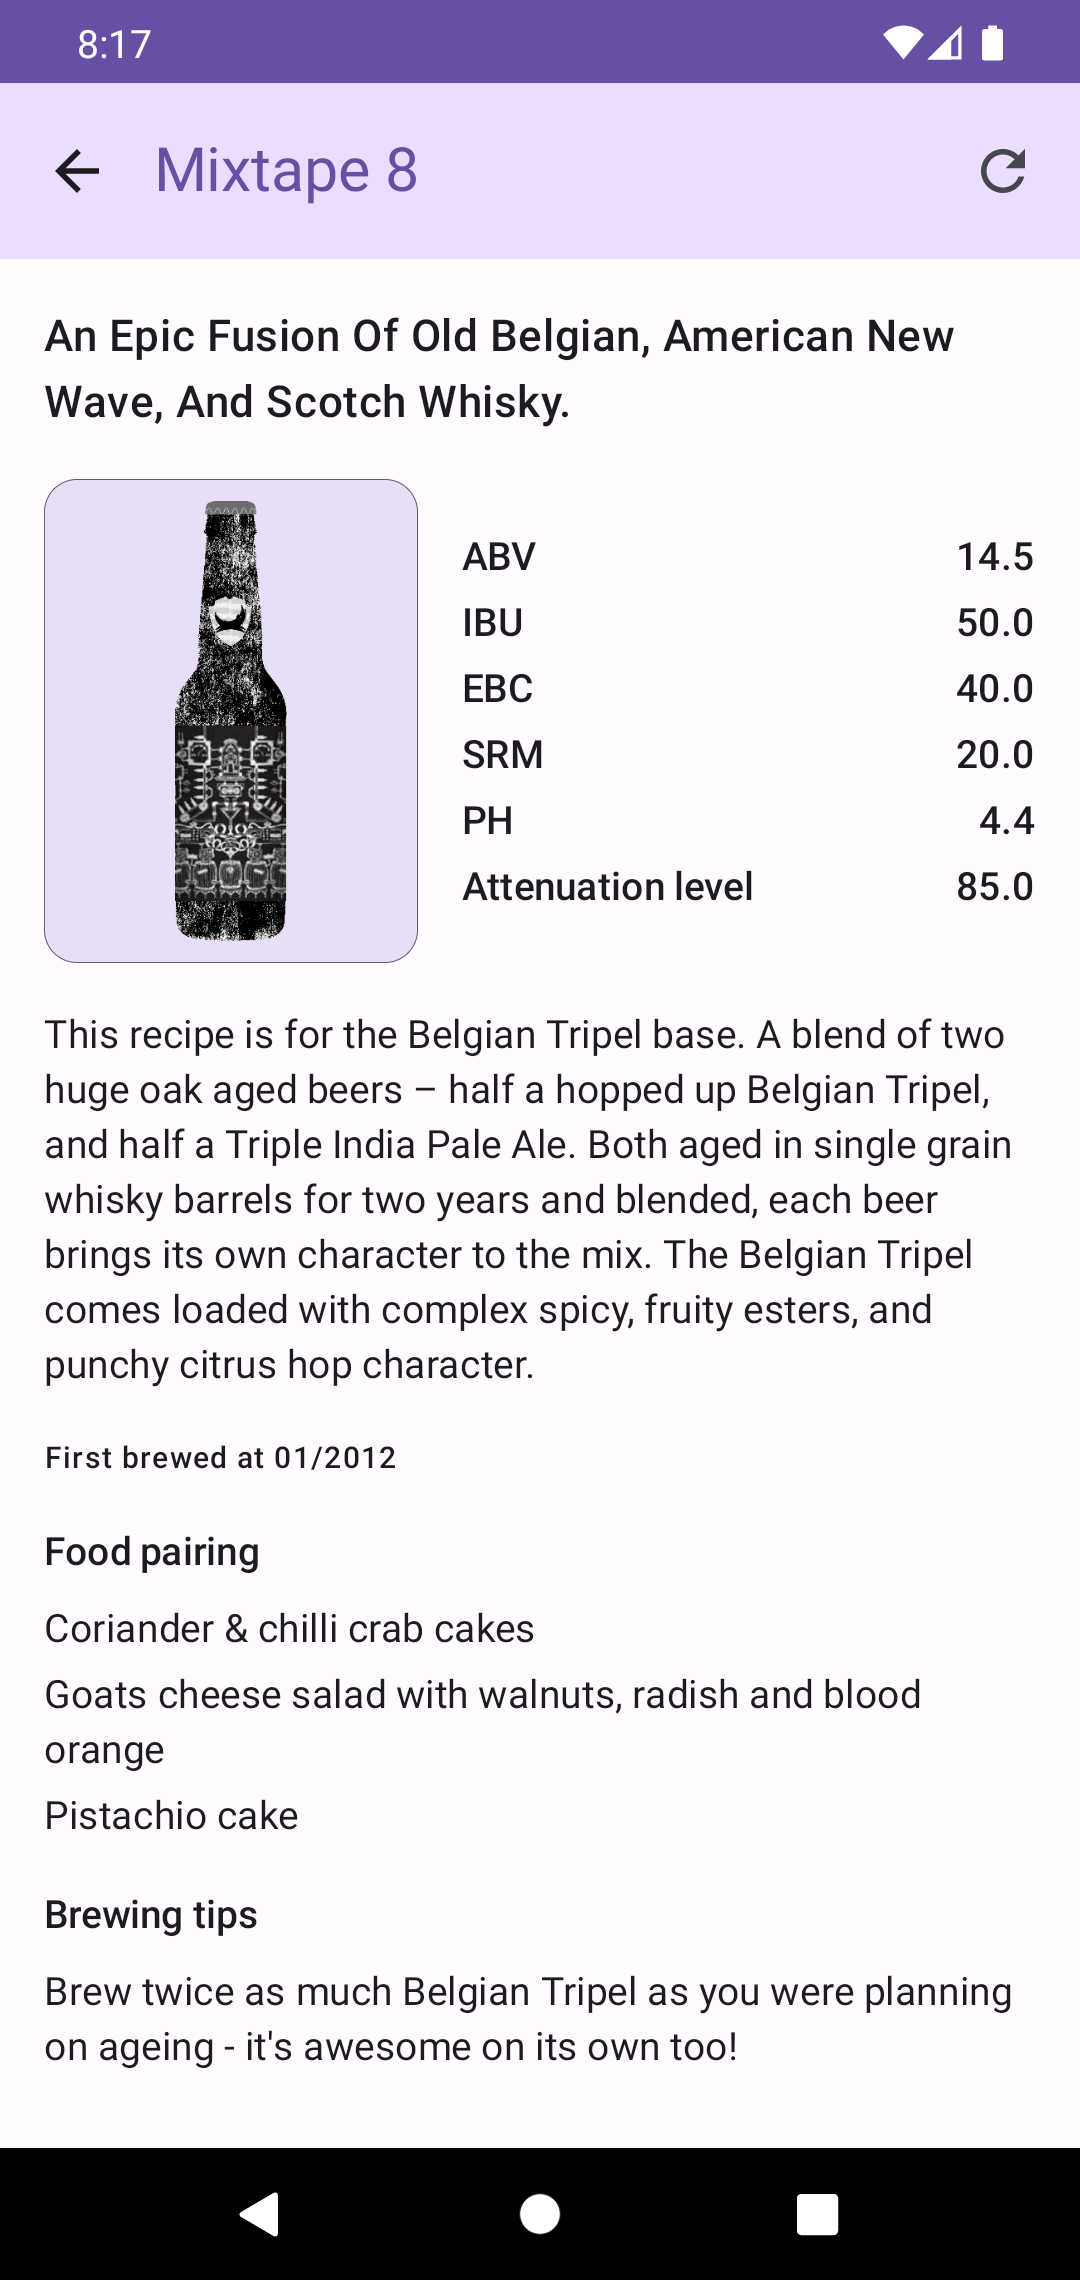 8:17
Mixtape 8
An Epic Fusion Of Old Belgian, American New
Wave, And Scotch Whisky.
ABV 14.5
IBU 50.0
EBC 40.0
SRM 20.0
PH 4.4
Attenuation level 85.0
This recipe is for the Belgian Tripel base. A blend of two
huge oak aged beers – half a hopped up Belgian Tripel,
and half a Triple India Pale Ale. Both aged in single grain
whisky barrels for two years and blended, each beer
brings its own character to the mix. The Belgian Tripel
comes loaded with complex spicy, fruity esters, and
punchy citrus hop character.
First brewed at 01/2012
Food pairing
Coriander & chilli crab cakes
Goats cheese salad with walnuts, radish and blood
orange
Pistachio cake
Brewing tips
Brew twice as much Belgian Tripel as you were planning
on ageing - it's awesome on its own too!